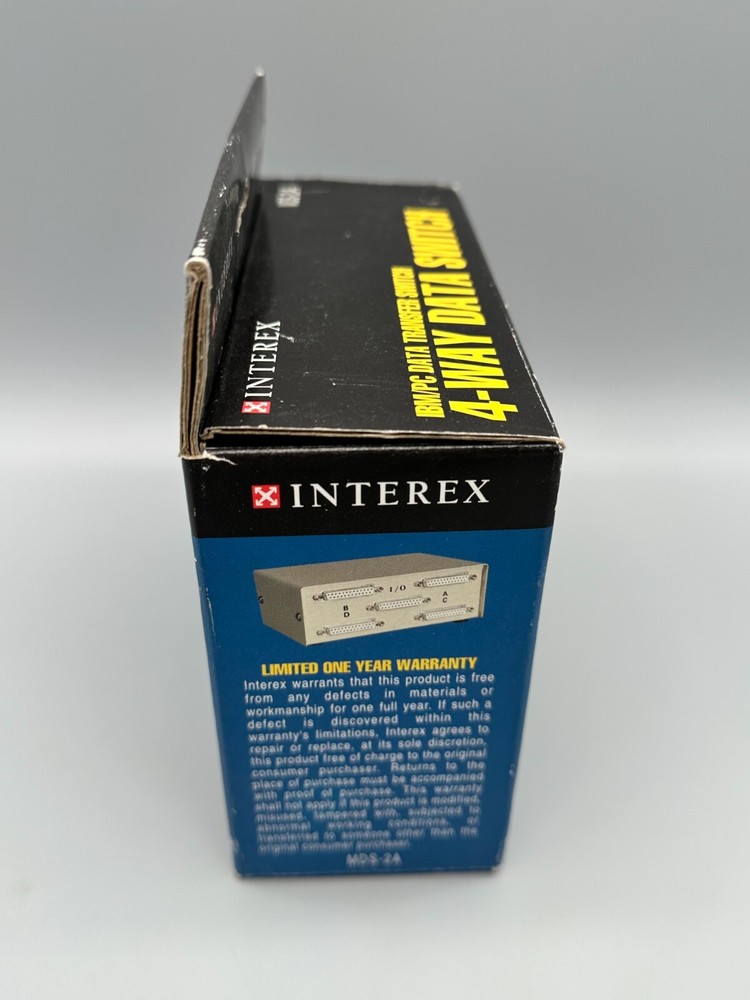 INTEREX
IBM/PC DATA TRANSFER SWITCH
4-WAY DATA SWITCH
INTEREX
I/O
A
B
C
D
LIMITED ONE YEAR WARRANTY
Interex warrants that this product is free
from any defects in materials or
workmanship for one full year. If such a
defect is discovered within this
warranty's limitations, Interex agrees to
repair or replace, at its sole discretion,
this product free of charge to the original
consumer purchaser. Returns to the
place of purchase must be accompanied
with proof of purchase. This warranty
shall not apply if this product is modified,
misused, tampered with, subjected to
abnormal working conditions, or
transferred to someone other than the
original consumer purchaser.
MDS-2A